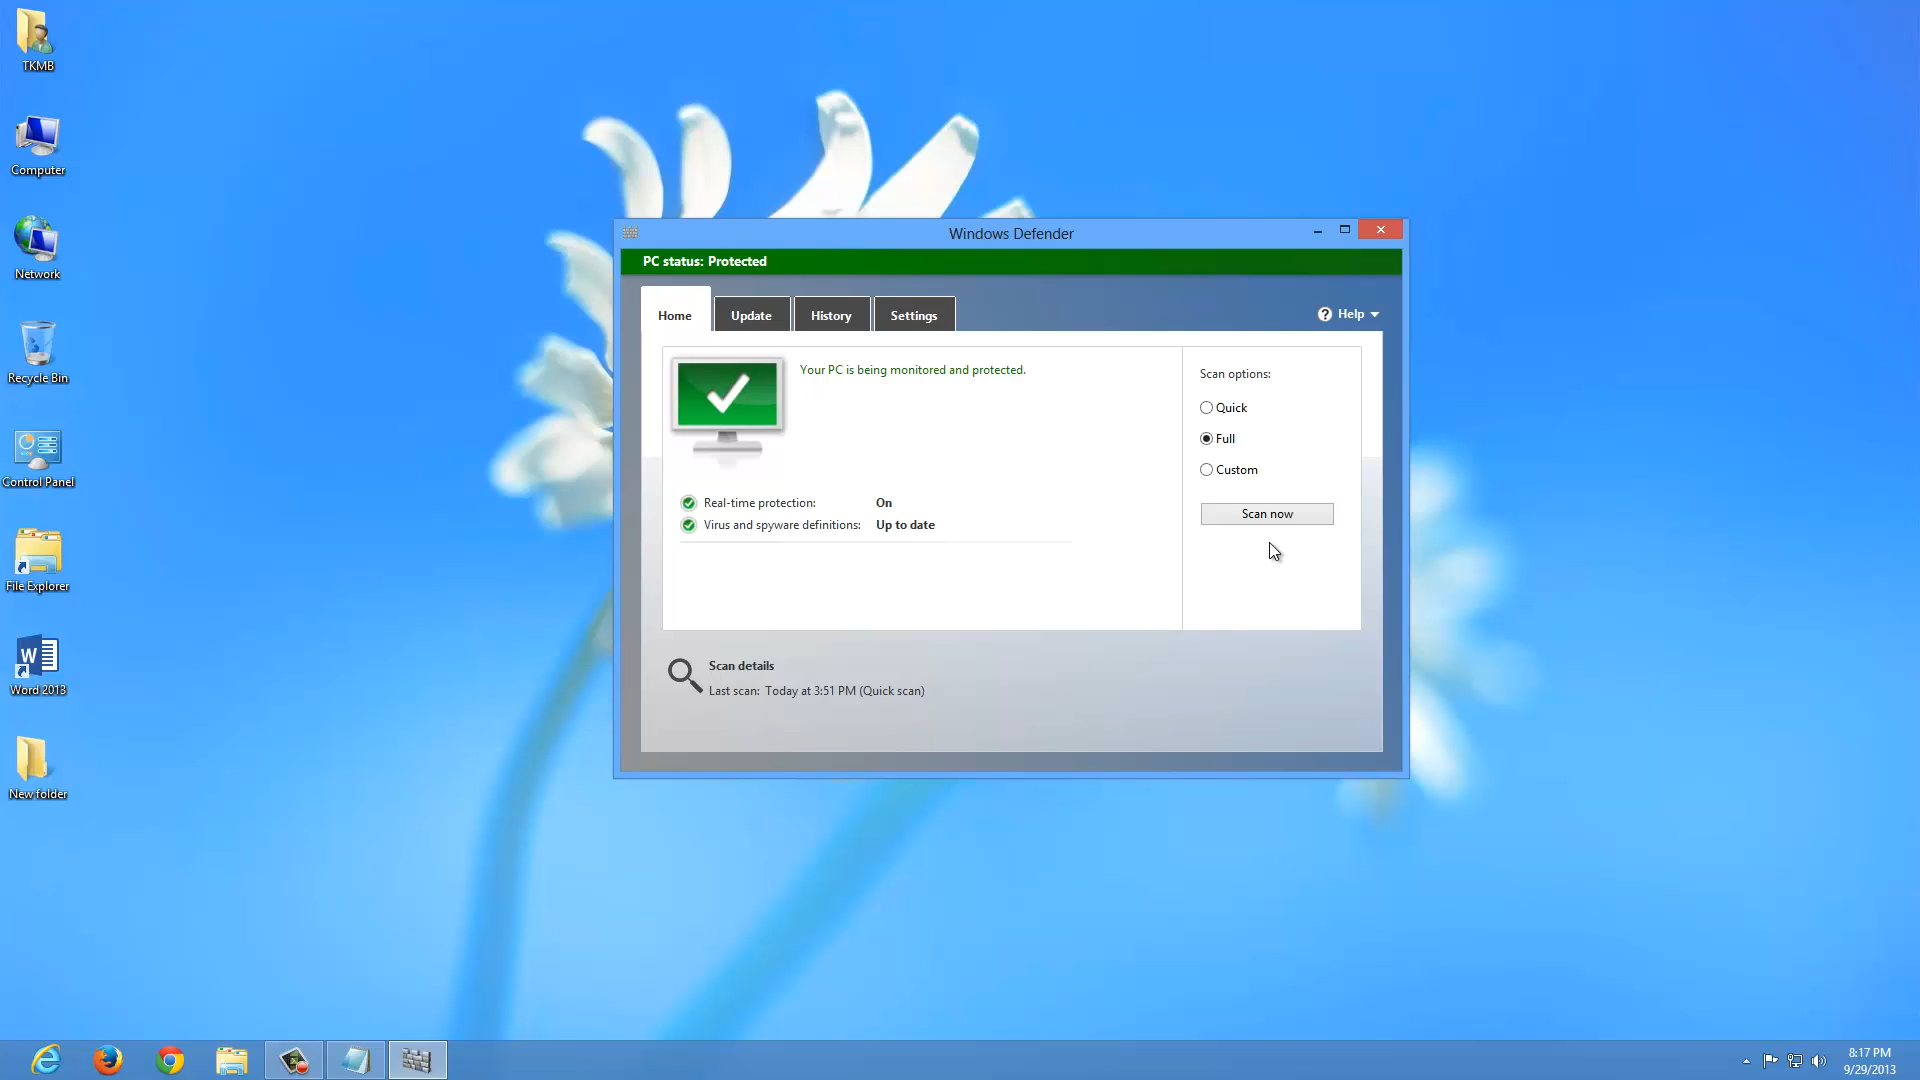 TKMB
Computer
Network
Recycle Bin
Control Panel
File Explorer
W
Word 2013
New folder
Windows Defender
PC status: Protected
Home
Update
History
Settings
? Help
Your PC is being monitored and protected.
Real-time protection: On
Virus and spyware definitions: Up to date
Scan options:
Quick
Full
Custom
Scan now
Scan details
Last scan: Today at 3:51 PM (Quick scan)
8:17 PM
9/29/2013